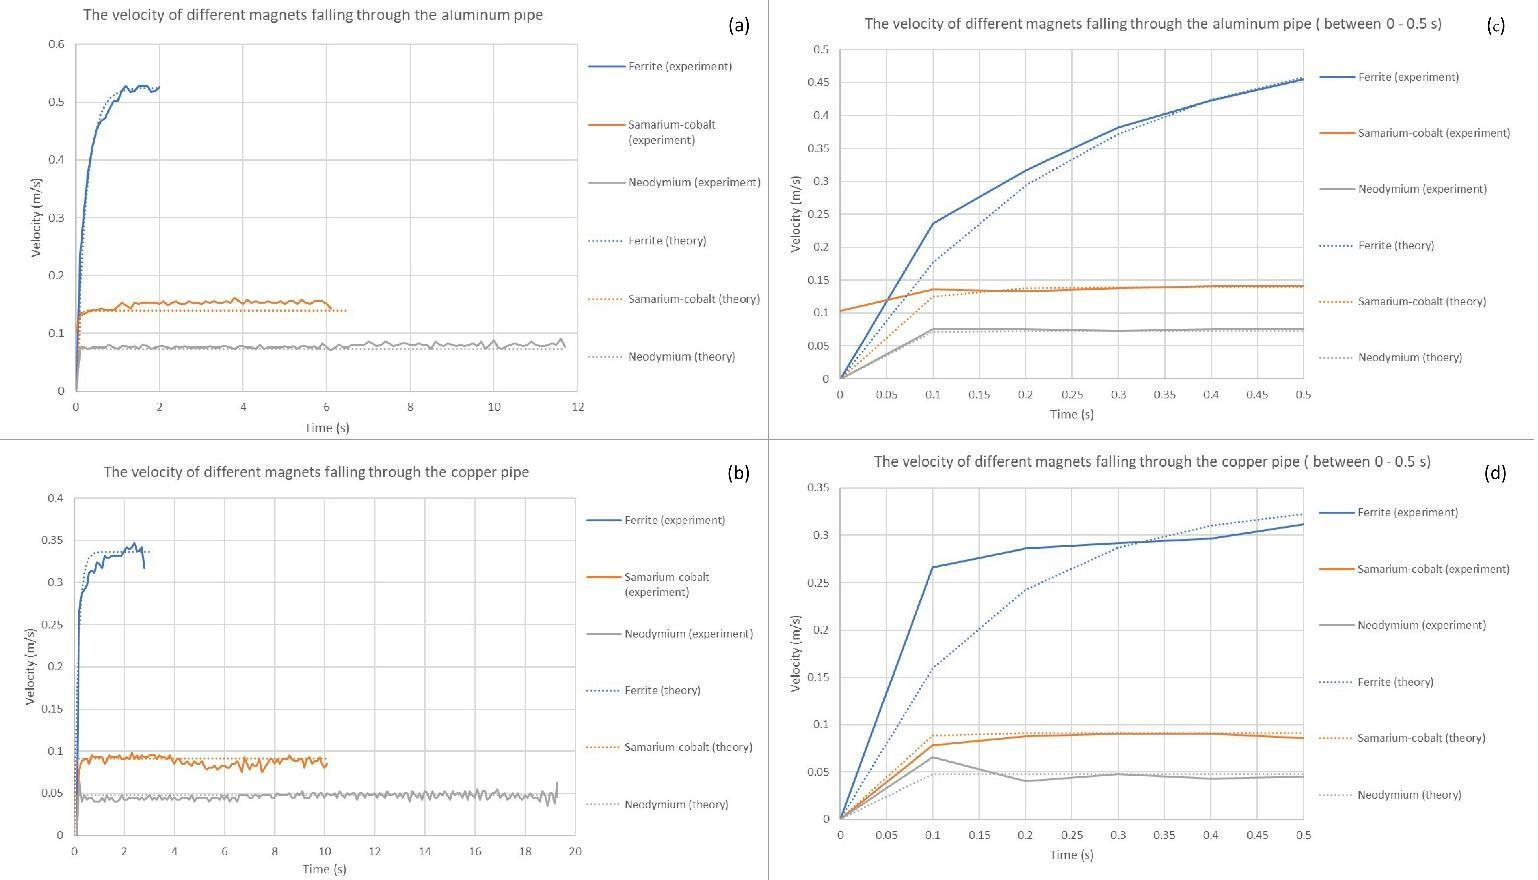 The velocity of different magnets falling through the aluminum pipe
(a)
0.6
0.5
0.4
0.3
0.2
0.1
0
Velocity (m/s)
0 2 4 6 8 10 12
Time (s)
Ferrite (experiment)
Samarium-cobalt
(experiment)
Neodymium (experiment)
Ferrite (theory)
Samarium-cobalt (theory)
Neodymium (theory)
The velocity of different magnets falling through the aluminum pipe ( between 0 - 0.5 s)
(c)
0.5
0.45
0.4
0.35
0.3
0.25
0.2
0.15
0.1
0.05
0
Velocity (m/s)
0 0.05 0.1 0.15 0.2 0.25 0.3 0.35 0.4 0.45 0.5
Time (s)
Ferrite (experiment)
Samarium-cobalt (experiment)
Neodymium (experiment)
Ferrite (theory)
Samarium-cobalt (theory)
Neodymium (thoery)
The velocity of different magnets falling through the copper pipe
(b)
0.4
0.35
0.3
0.25
0.2
0.15
0.1
0.05
0
Velocity (m/s)
0 2 4 6 8 10 12 14 16 18 20
Time (s)
Ferrite (experiment)
Samarium-cobalt
(experiment)
Neodymium (experiment)
Ferrite (theory)
Samarium-cobalt (theory)
Neodymium (theory)
The velocity of different magnets falling through the copper pipe ( between 0 - 0.5 s)
(d)
0.35
0.3
0.25
0.2
0.15
0.1
0.05
0
Velocity (m/s)
0 0.05 0.1 0.15 0.2 0.25 0.3 0.35 0.4 0.45 0.5
Time (s)
Ferrite (experiment)
Samarium-cobalt (experiment)
Neodymium (experiment)
Ferrite (theory)
Samarium-cobalt (theory)
Neodymium (theory)